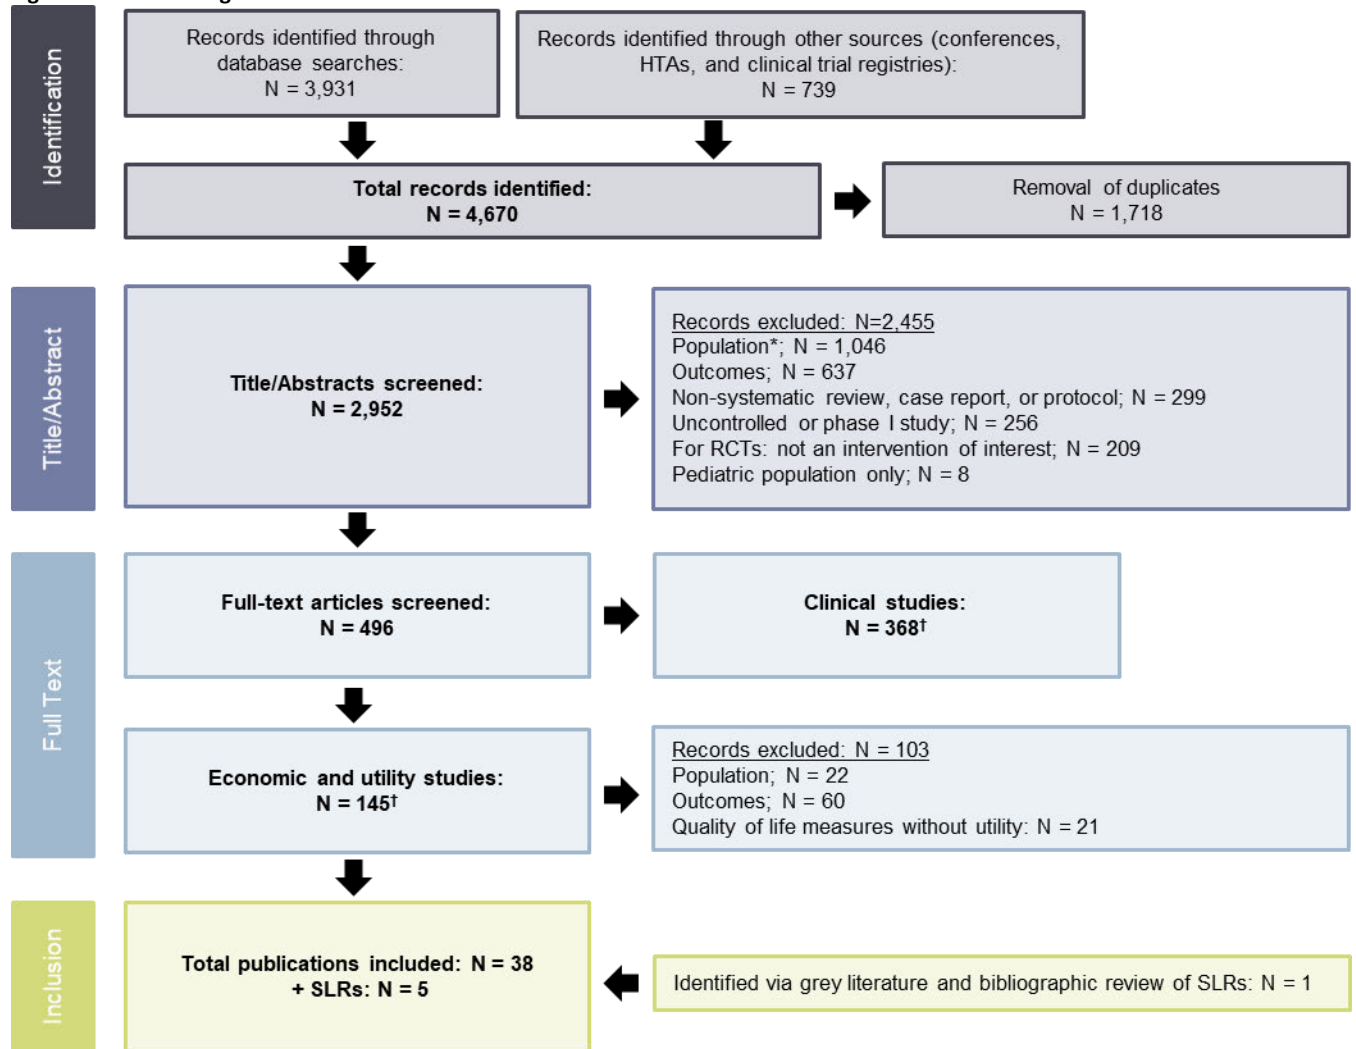 Identification
Records identified through
database searches:
N = 3,931
Records identified through other sources (conferences,
HTAs, and clinical trial registries):
N = 739
Total records identified:
N = 4,670
Removal of duplicates
N = 1,718
Title/Abstract
Title/Abstracts screened:
N = 2,952
Records excluded: N=2,455
Population*; N = 1,046
Outcomes; N = 637
Non-systematic review, case report, or protocol; N = 299
Uncontrolled or phase I study; N = 256
For RCTs: not an intervention of interest; N = 209
Pediatric population only; N = 8
Full Text
Full-text articles screened:
N = 496
Clinical studies:
N = 368†
Economic and utility studies:
N = 145†
Records excluded: N = 103
Population; N = 22
Outcomes; N = 60
Quality of life measures without utility: N = 21
Inclusion
Total publications included: N = 38
+ SLRs: N = 5
Identified via grey literature and bibliographic review of SLRs: N = 1